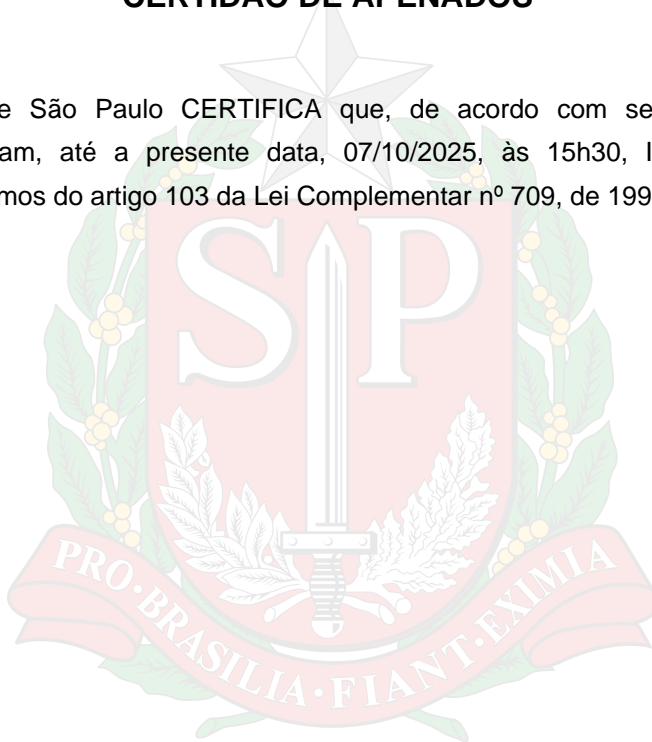 CERTIDÃO DE APENADOS
e São Paulo CERTIFICA que, de acordo com se
am, até a presente data, 07/10/2025, às 15h30, I
mos do artigo 103 da Lei Complementar nº 709, de 199
SP
PRO·BRASILIA·FIANT·EXIMIA